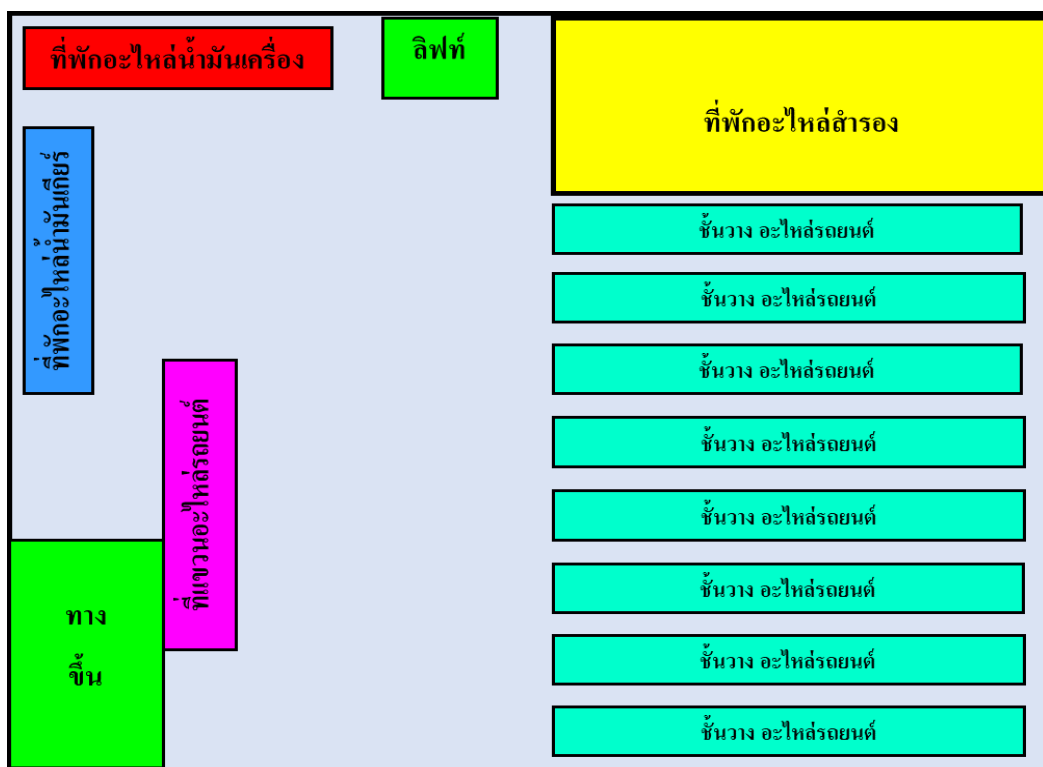 ที่พักอะไหล่น้ำมันเครื่อง
ลิฟท์
ที่พักอะไหล่สำรอง
ที่พักอะไหล่น้ำมันเกียร์
ชั้นวาง อะไหล่รถยนต์
ชั้นวาง อะไหล่รถยนต์
ชั้นวาง อะไหล่รถยนต์
ที่แขวนอะไหล่รถยนต์
ชั้นวาง อะไหล่รถยนต์
ชั้นวาง อะไหล่รถยนต์
ชั้นวาง อะไหล่รถยนต์
ทาง
ขึ้น
ชั้นวาง อะไหล่รถยนต์
ชั้นวาง อะไหล่รถยนต์